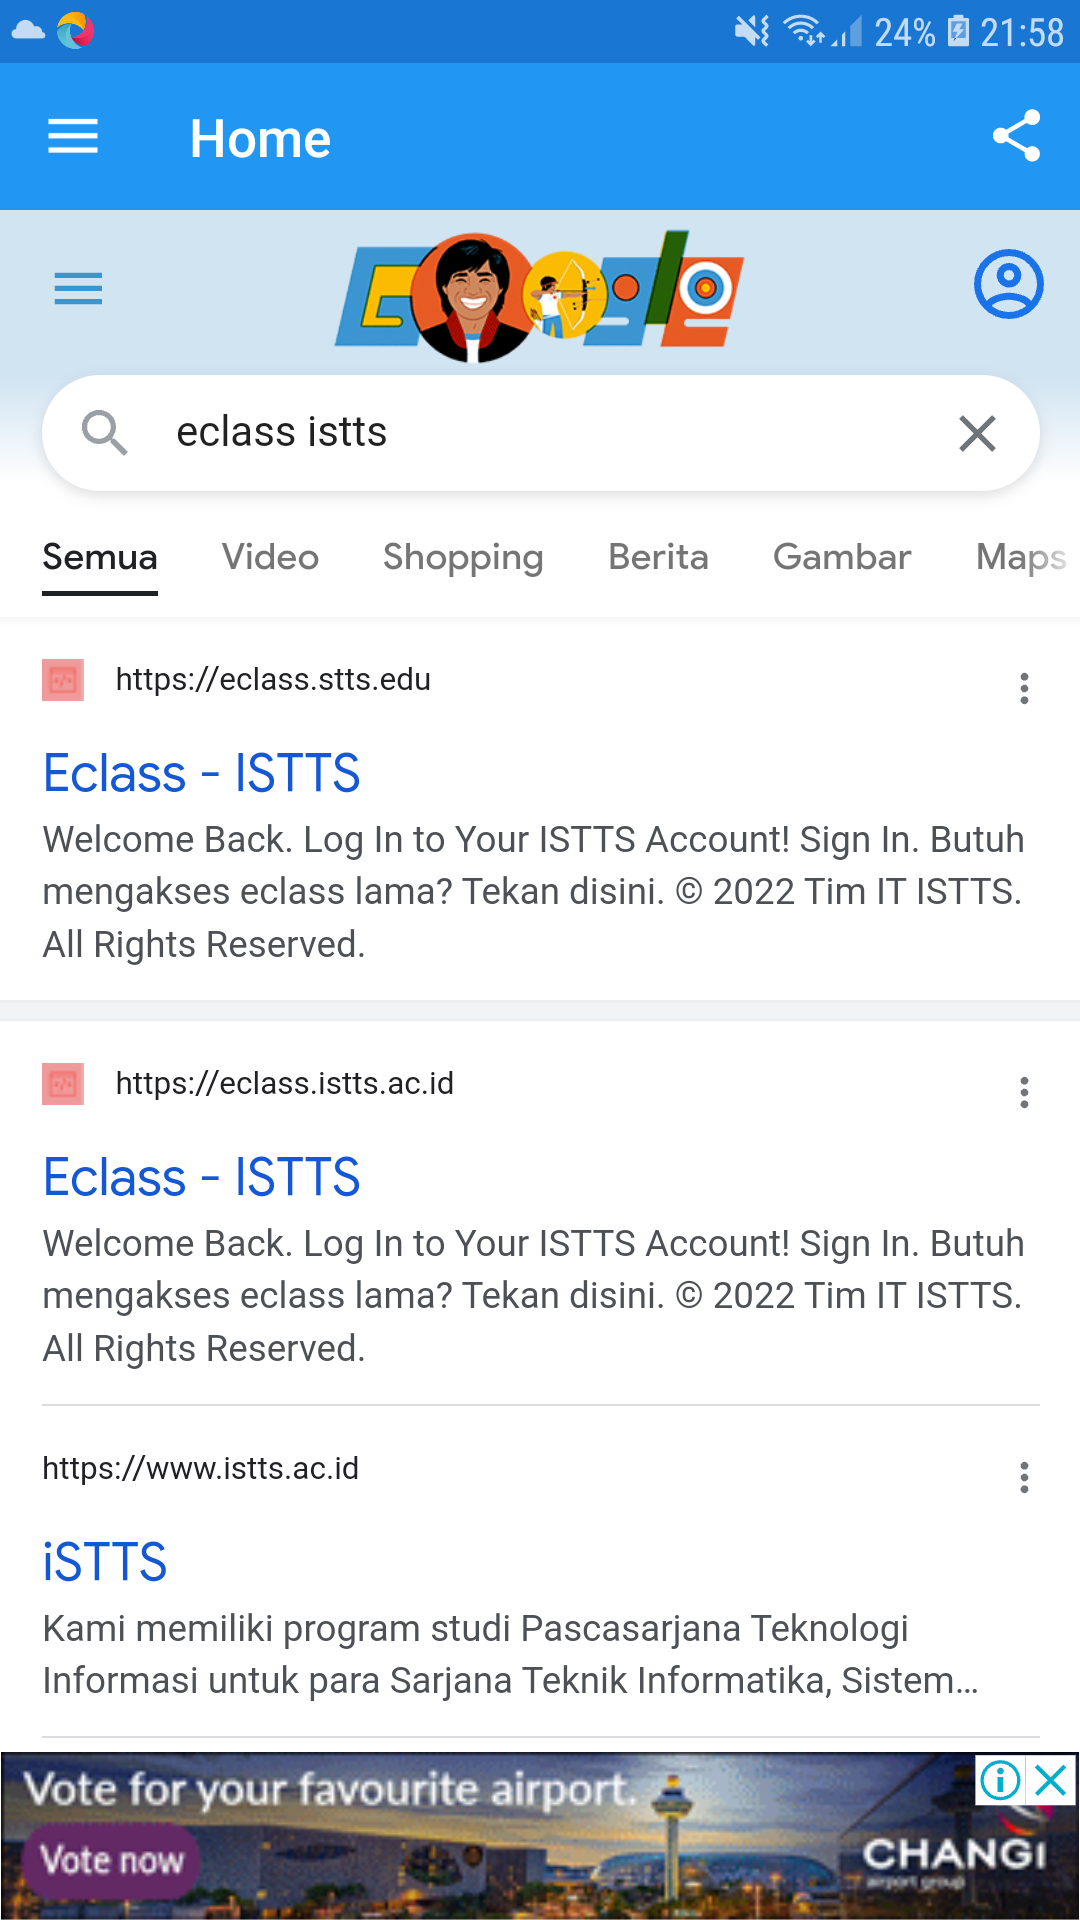 24% 21:58
Home
Google
eclass istts
Semua Video Shopping Berita Gambar Maps
https://eclass.stts.edu
Eclass - ISTTS
Welcome Back. Log In to Your ISTTS Account! Sign In. Butuh
mengakses eclass lama? Tekan disini. © 2022 Tim IT ISTTS.
All Rights Reserved.
https://eclass.istts.ac.id
Eclass - ISTTS
Welcome Back. Log In to Your ISTTS Account! Sign In. Butuh
mengakses eclass lama? Tekan disini. © 2022 Tim IT ISTTS.
All Rights Reserved.
https://www.istts.ac.id
iSTTS
Kami memiliki program studi Pascasarjana Teknologi
Informasi untuk para Sarjana Teknik Informatika, Sistem...
Vote for your favourite airport.
Vote now
CHANGI
airport group